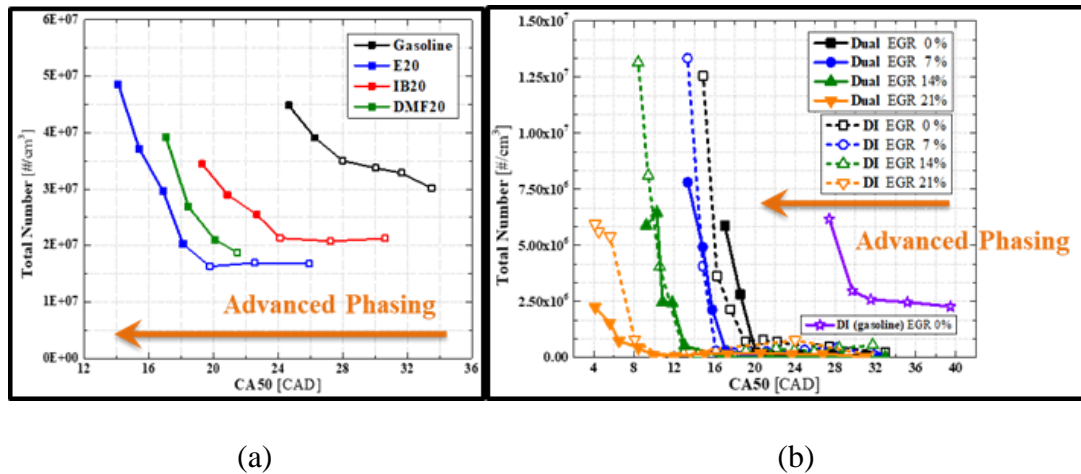 6E+07
5E+07
4E+07
3E+07
2E+07
1E+07
0E+00
Total Number [#/cm³]
Gasoline
E20
IB20
DMF20
Advanced Phasing
12 16 20 24 28 32 36
CA50 [CAD]
1.50x10⁷
1.25x10⁷
1.00x10⁷
7.50x10⁶
5.00x10⁶
2.50x10⁶
0.00
Total Number [#/cm³]
Dual EGR 0%
Dual EGR 7%
Dual EGR 14%
Dual EGR 21%
DI EGR 0%
DI EGR 7%
DI EGR 14%
DI EGR 21%
Advanced Phasing
DI (gasoline) EGR 0%
4 8 12 16 20 24 28 32 36 40
CA50 [CAD]
(a) (b)